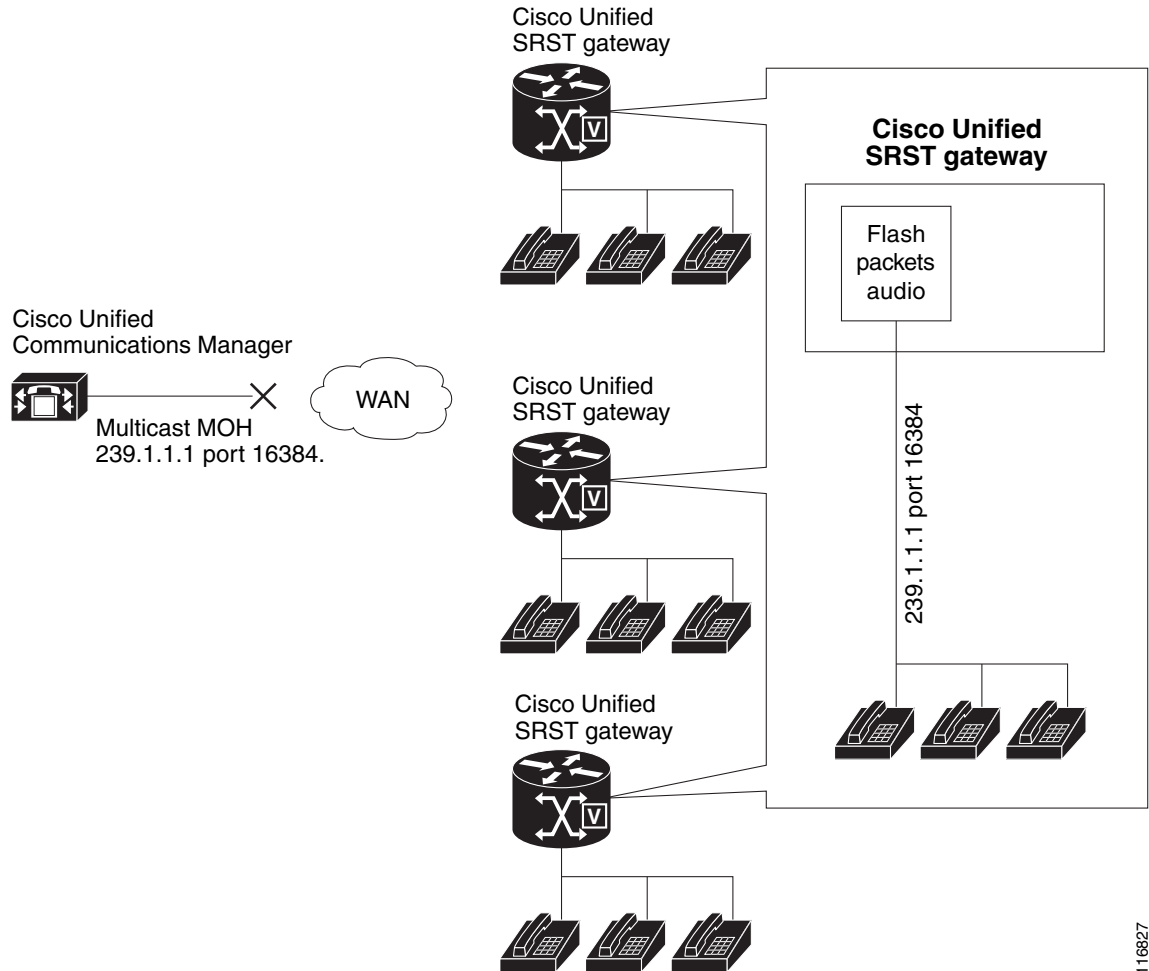 Cisco Unified
SRST gateway
V
Cisco Unified
SRST gateway
Flash
packets
audio
239.1.1.1 port 16384
Cisco Unified
Communications Manager
Multicast MOH
239.1.1.1 port 16384.
WAN
Cisco Unified
SRST gateway
V
Cisco Unified
SRST gateway
V
116827